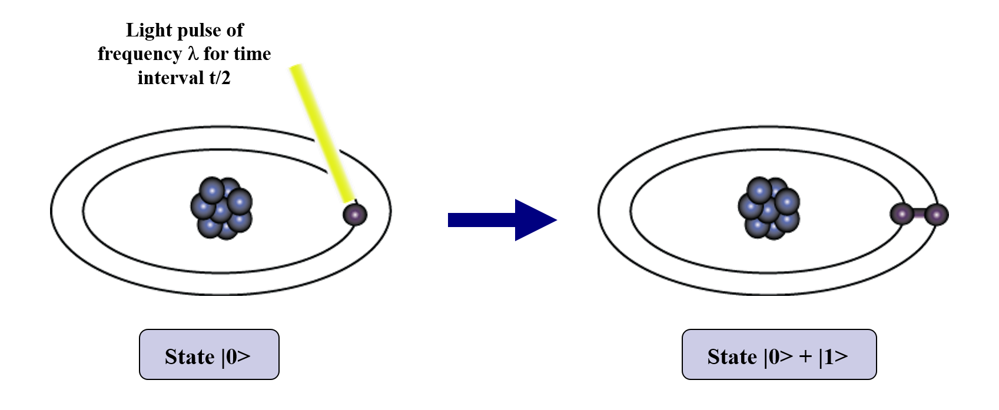 Light pulse of
frequency λ for time
interval t/2
State |0>
State |0> + |1>